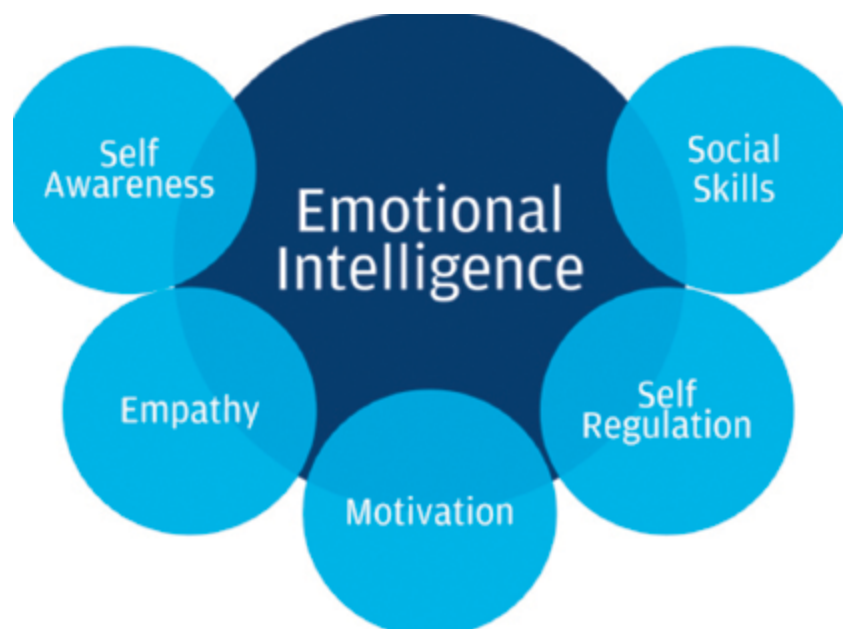 Self
Awareness
Emotional
Intelligence
Social
Skills
Empathy
Motivation
Self
Regulation